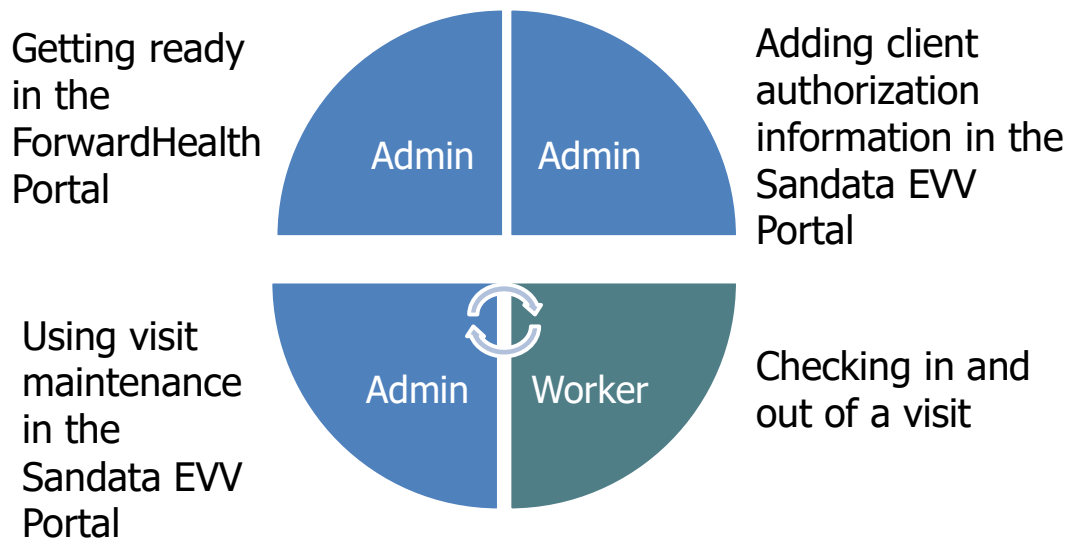 Getting ready
in the
ForwardHealth
Portal
Admin
Admin
Adding client
authorization
information in the
Sandata EVV
Portal
Using visit
maintenance
in the
Sandata EVV
Portal
Admin
Worker
Checking in and
out of a visit